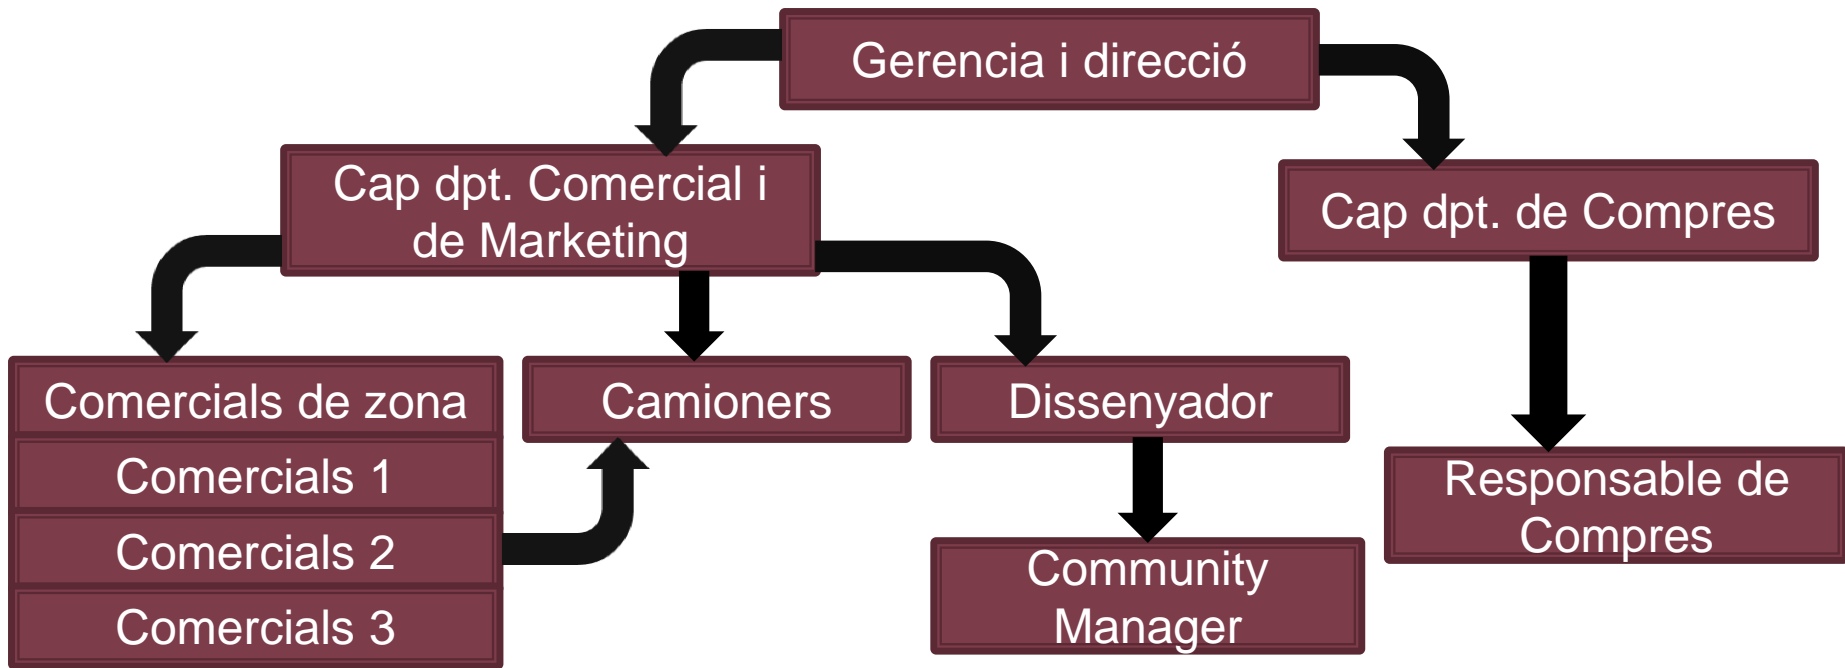 Gerencia i direcció
Cap dpt. Comercial i
de Marketing
Cap dpt. de Compres
Comercials de zona
Comercials 1
Comercials 2
Comercials 3
Camioners
Dissenyador
Community
Manager
Responsable de
Compres